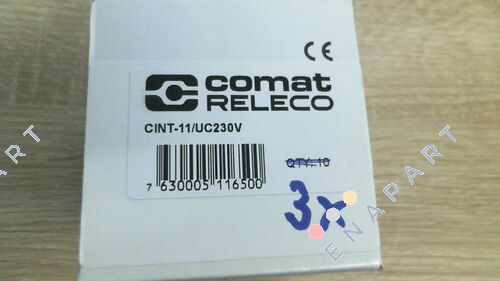 CE
comat
RELECO
CINT-11/UC230V
QTY: 10
7 630005 116500
3x
ENAPART
ENAPART